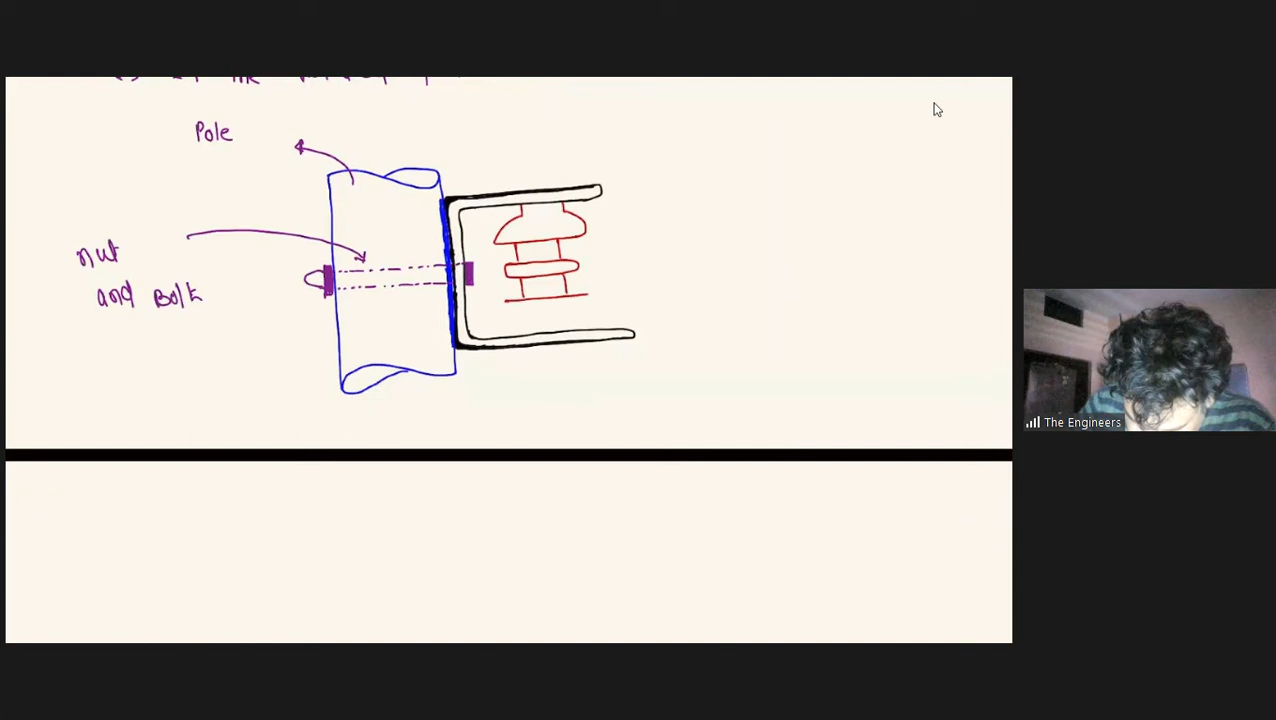 Pole
nut
and Bolt
The Engineers